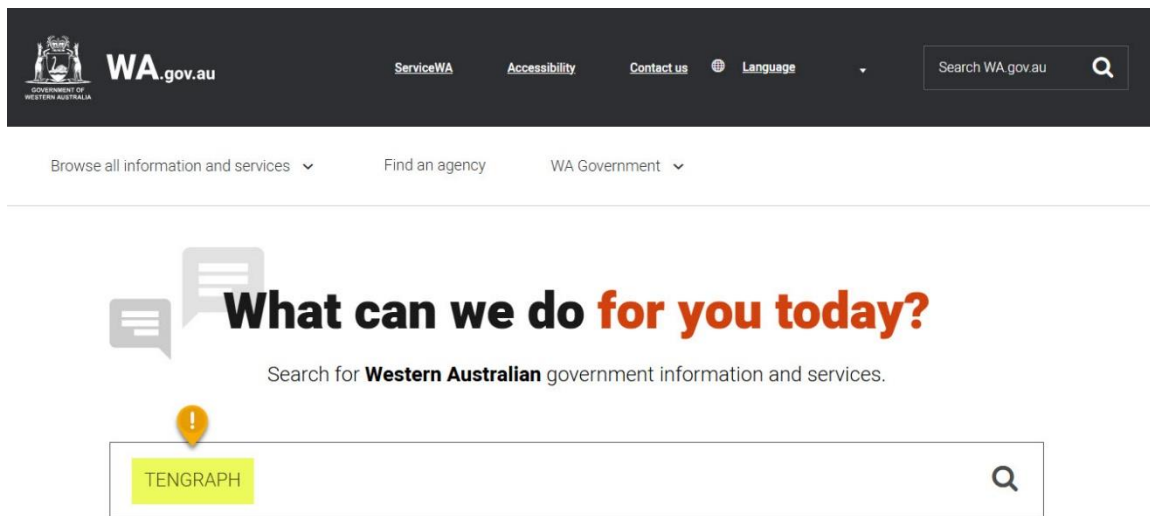 GOVERNMENT OF
WESTERN AUSTRALIA
WA.gov.au
ServiceWA Accessibility Contact us Language Search WA.gov.au
Browse all information and services Find an agency WA Government
What can we do for you today?
Search for Western Australian government information and services.
!
TENGRAPH